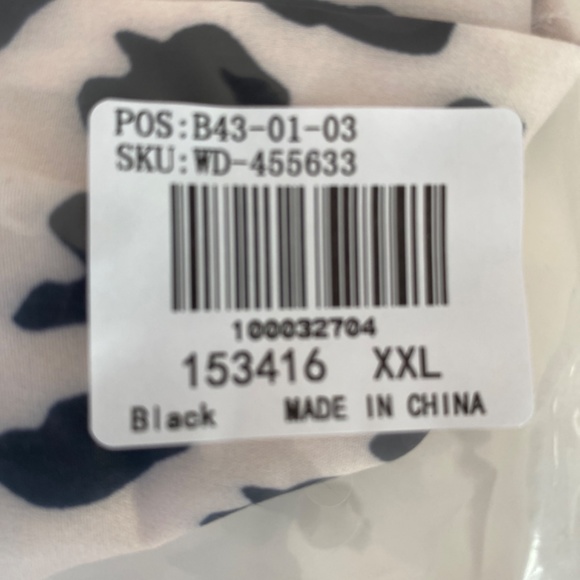 POS:B43-01-03
SKU:WD-455633
100032704
153416 XXL
Black MADE IN CHINA